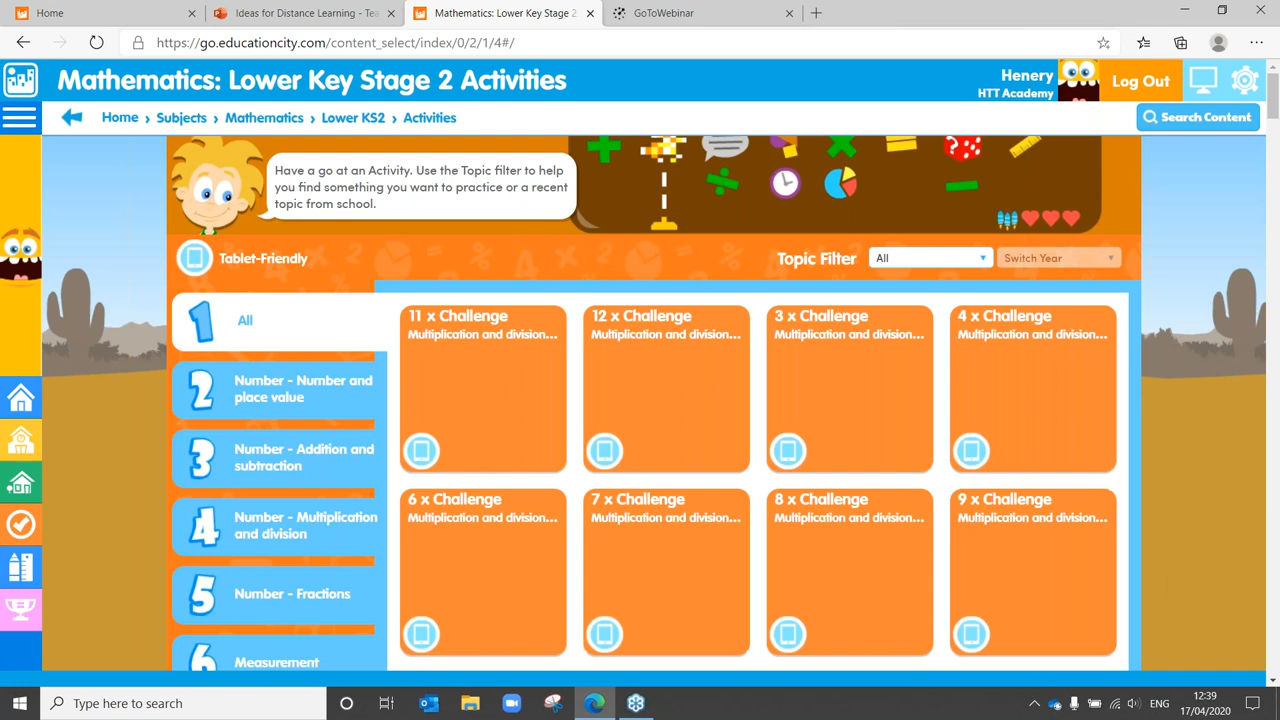 Home
Ideas for Distance Learning - Tea
Mathematics: Lower Key Stage 2
GoToWebinar
https://go.educationcity.com/content_select/index/0/2/1/4#/
Mathematics: Lower Key Stage 2 Activities
Henery
HTT Academy
Log Out
Home › Subjects › Mathematics › Lower KS2 › Activities
Search Content
Have a go at an Activity. Use the Topic filter to help
you find something you want to practice or a recent
topic from school.
Tablet-Friendly
Topic Filter
All
Switch Year
1
All
2
Number - Number and
place value
3
Number - Addition and
subtraction
4
Number - Multiplication
and division
5
Number - Fractions
6
Measurement
11 x Challenge
Multiplication and division...
12 x Challenge
Multiplication and division...
3 x Challenge
Multiplication and division...
4 x Challenge
Multiplication and division...
6 x Challenge
Multiplication and division...
7 x Challenge
Multiplication and division...
8 x Challenge
Multiplication and division...
9 x Challenge
Multiplication and division...
Type here to search
ENG
12:39
17/04/2020